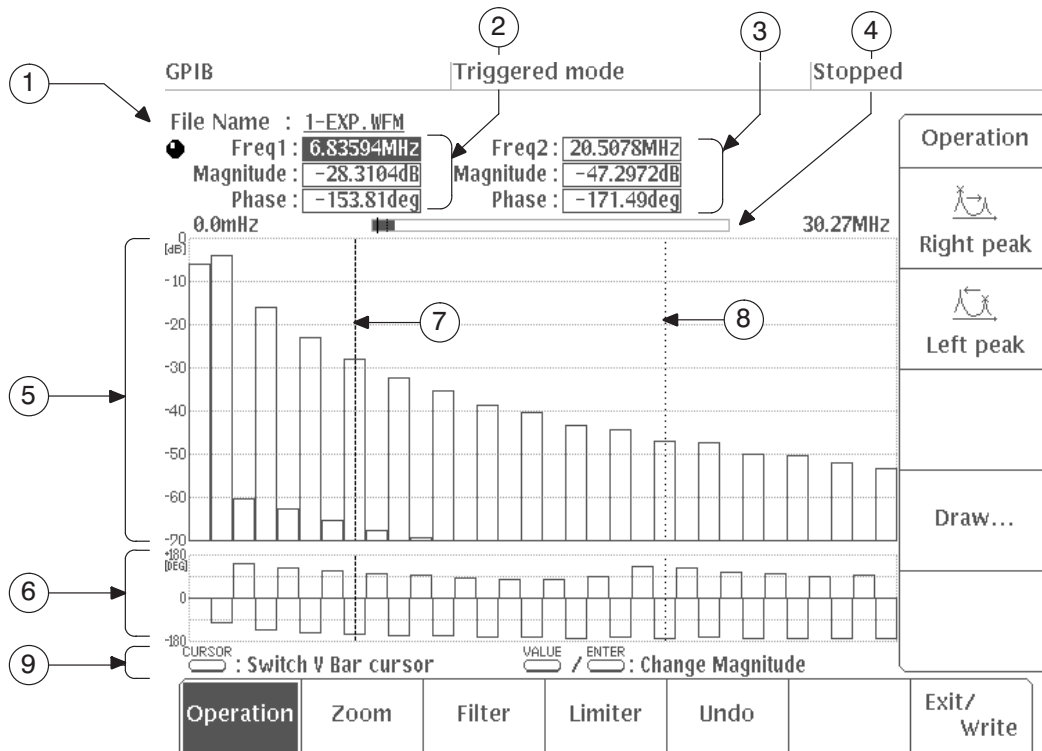 2 3 4
GPIB Triggered mode Stopped
1
File Name : 1-EXP.WFM
Operation
Freq1: 6.83594MHz Freq2: 20.5078MHz
Magnitude: -28.3104dB Magnitude: -47.2972dB
Phase: -153.81deg Phase: -171.49deg
0.0mHz 30.27MHz
Right peak
0
[dB]
-10
-20
7 8
Left peak
-30
5
-40
-50
-60
Draw...
-70
+180
[DEG]
6
0
-180
9
CURSOR : Switch V Bar cursor VALUE / ENTER : Change Magnitude
Operation Zoom Filter Limiter Undo Exit/
Write